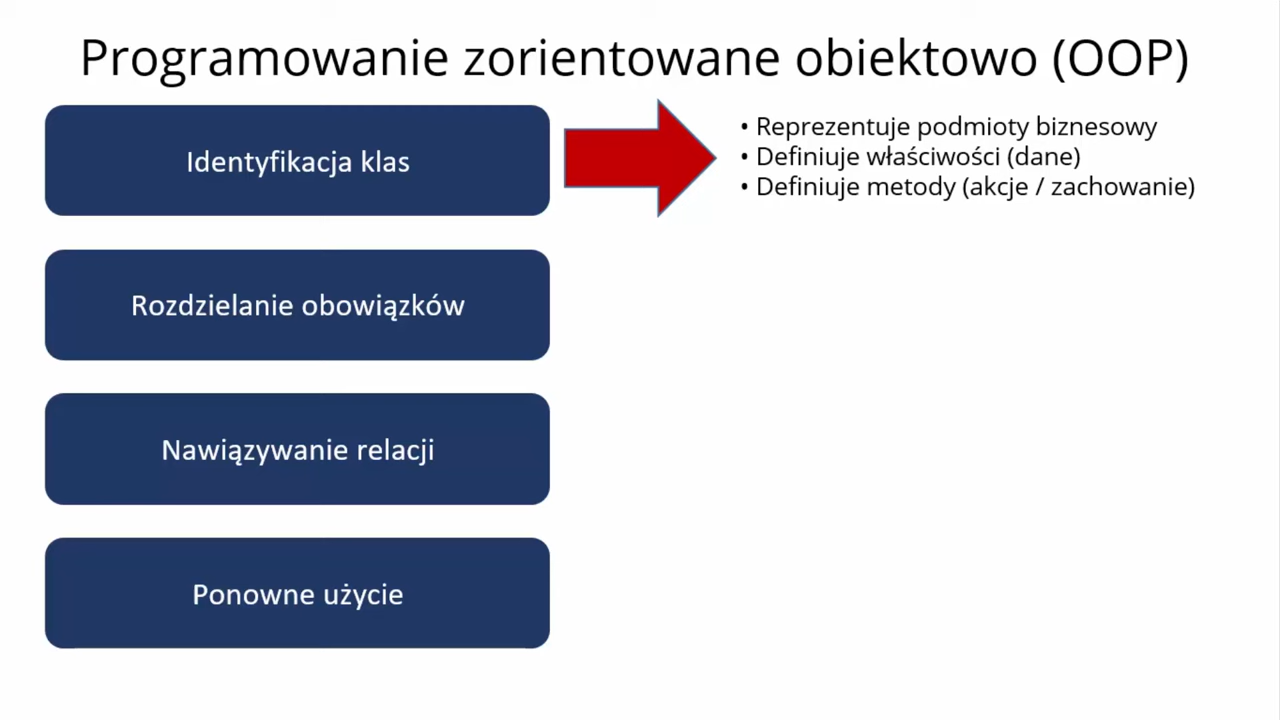 Programowanie zorientowane obiektowo (OOP)
Identyfikacja klas
• Reprezentuje podmioty biznesowy
• Definiuje właściwości (dane)
• Definiuje metody (akcje / zachowanie)
Rozdzielanie obowiązków
Nawiązywanie relacji
Ponowne użycie